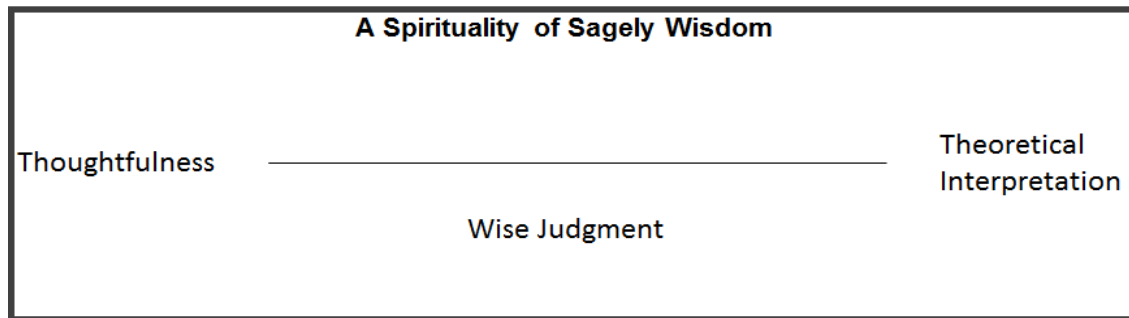 A Spirituality of Sagely Wisdom
Thoughtfulness
Theoretical
Interpretation
Wise Judgment